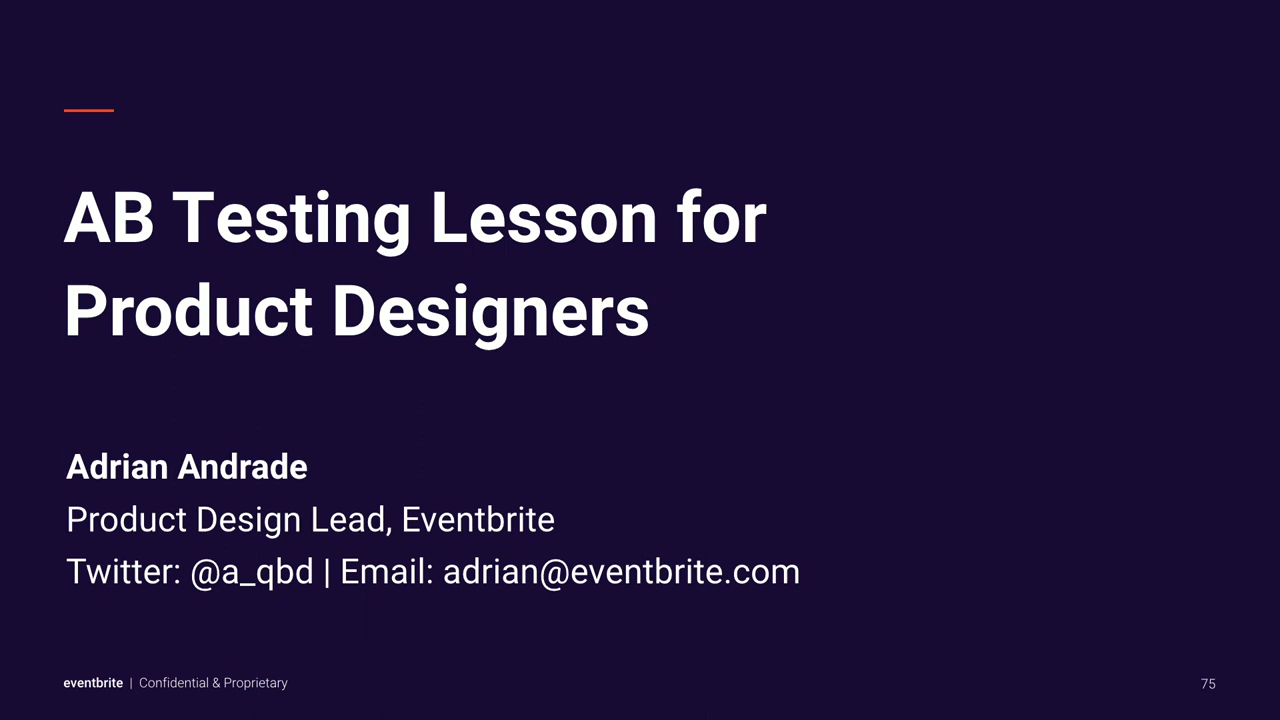 AB Testing Lesson for
Product Designers
Adrian Andrade
Product Design Lead, Eventbrite
Twitter: @a_qbd | Email: adrian@eventbrite.com
eventbrite | Confidential & Proprietary
75